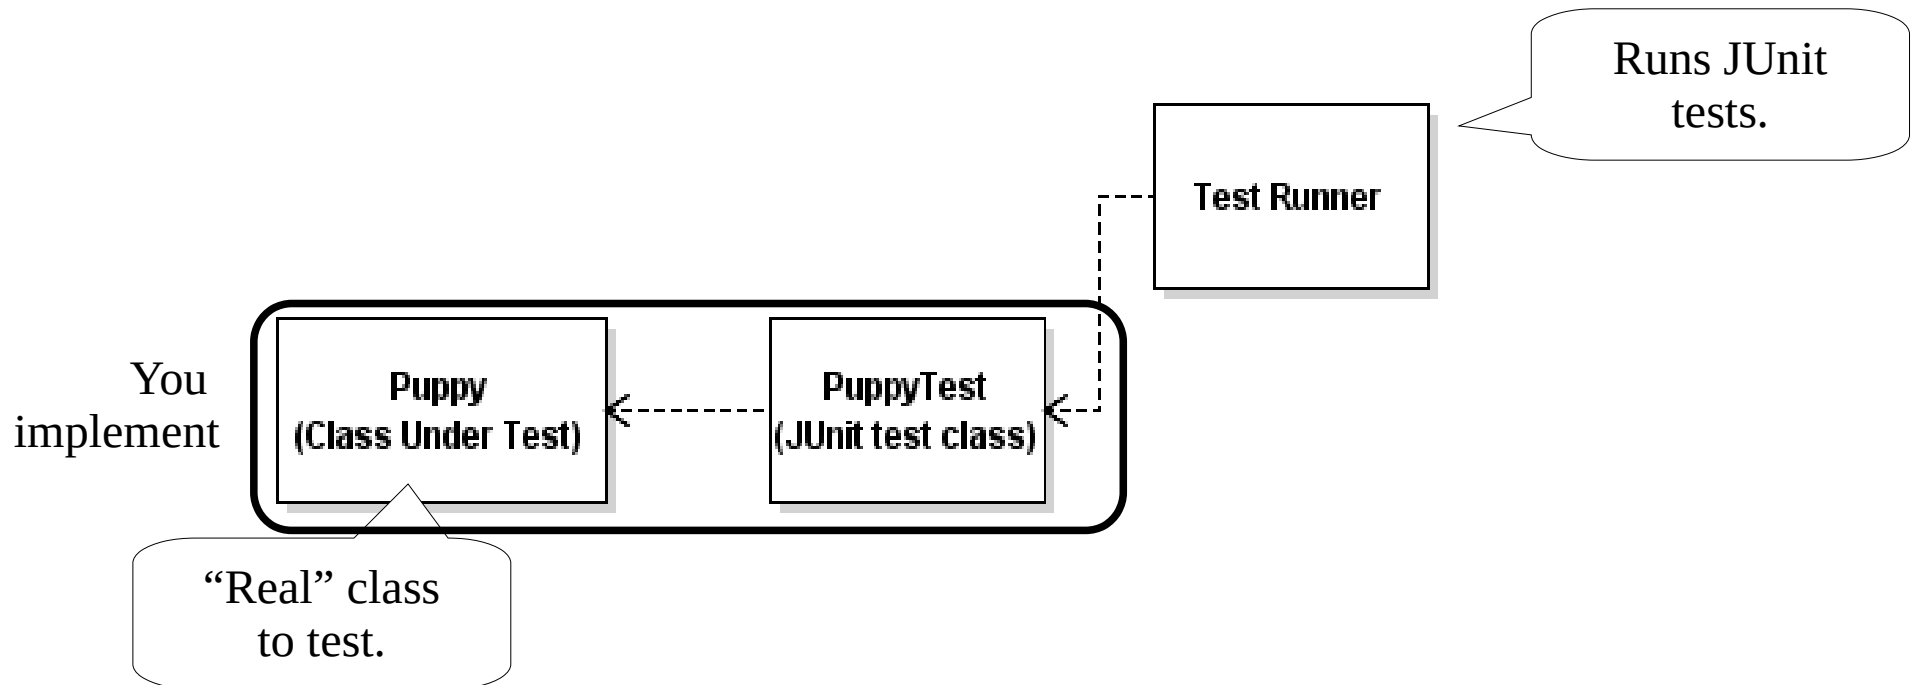 Runs JUnit
tests.
Test Runner
You
implement
Puppy
(Class Under Test)
PuppyTest
(JUnit test class)
“Real” class
to test.